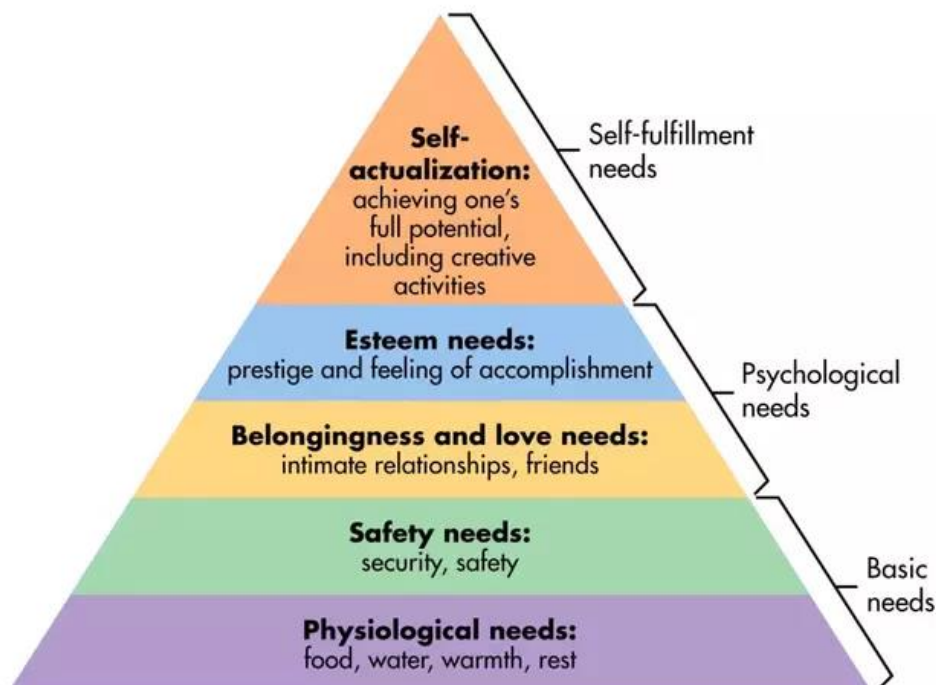 Self-
actualization:
achieving one's
full potential,
including creative
activities
Self-fulfillment
needs
Esteem needs:
prestige and feeling of accomplishment
Psychological
needs
Belongingness and love needs:
intimate relationships, friends
Safety needs:
security, safety
Basic
needs
Physiological needs:
food, water, warmth, rest